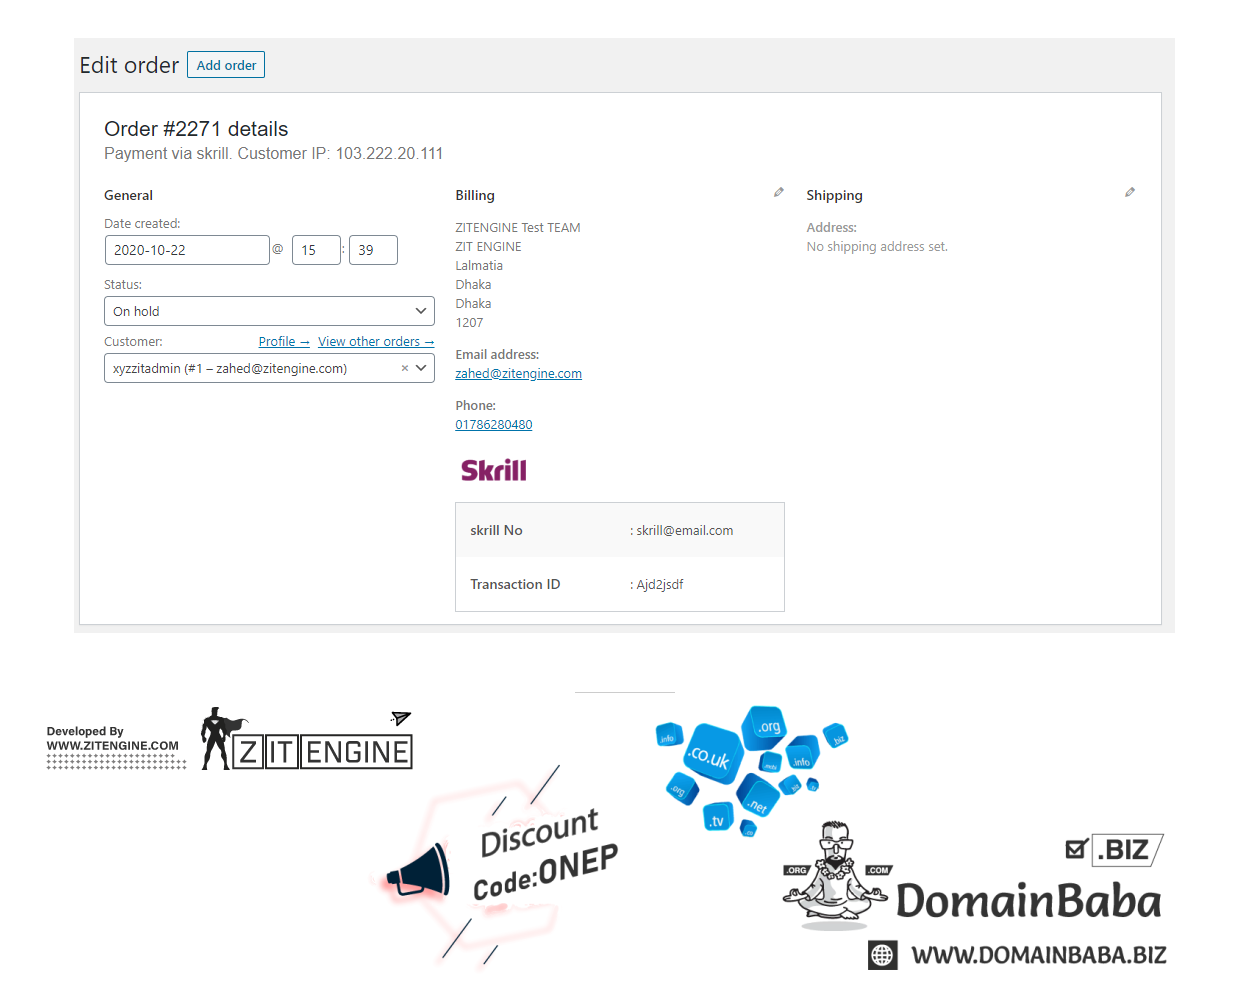 Edit order Add order
Order #2271 details
Payment via skrill. Customer IP: 103.222.20.111
General
Date created:
2020-10-22 @ 15 : 39
Status:
On hold
Customer: Profile → View other orders →
xyzzitadmin (#1 – zahed@zitengine.com) ×
Billing
ZITENGINE Test TEAM
ZIT ENGINE
Lalmatia
Dhaka
Dhaka
1207
Email address:
zahed@zitengine.com
Phone:
01786280480
Skrill
skrill No : skrill@email.com
Transaction ID : Ajd2jsdf
Shipping
Address:
No shipping address set.
Developed By
WWW.ZITENGINE.COM
ZIT ENGINE
Discount
Code:ONEP
.info
.co.uk
.org
.biz
.info
.org
.net
.tv
.co
.ORG
.COM
.BIZ
DomainBaba
WWW.DOMAINBABA.BIZ